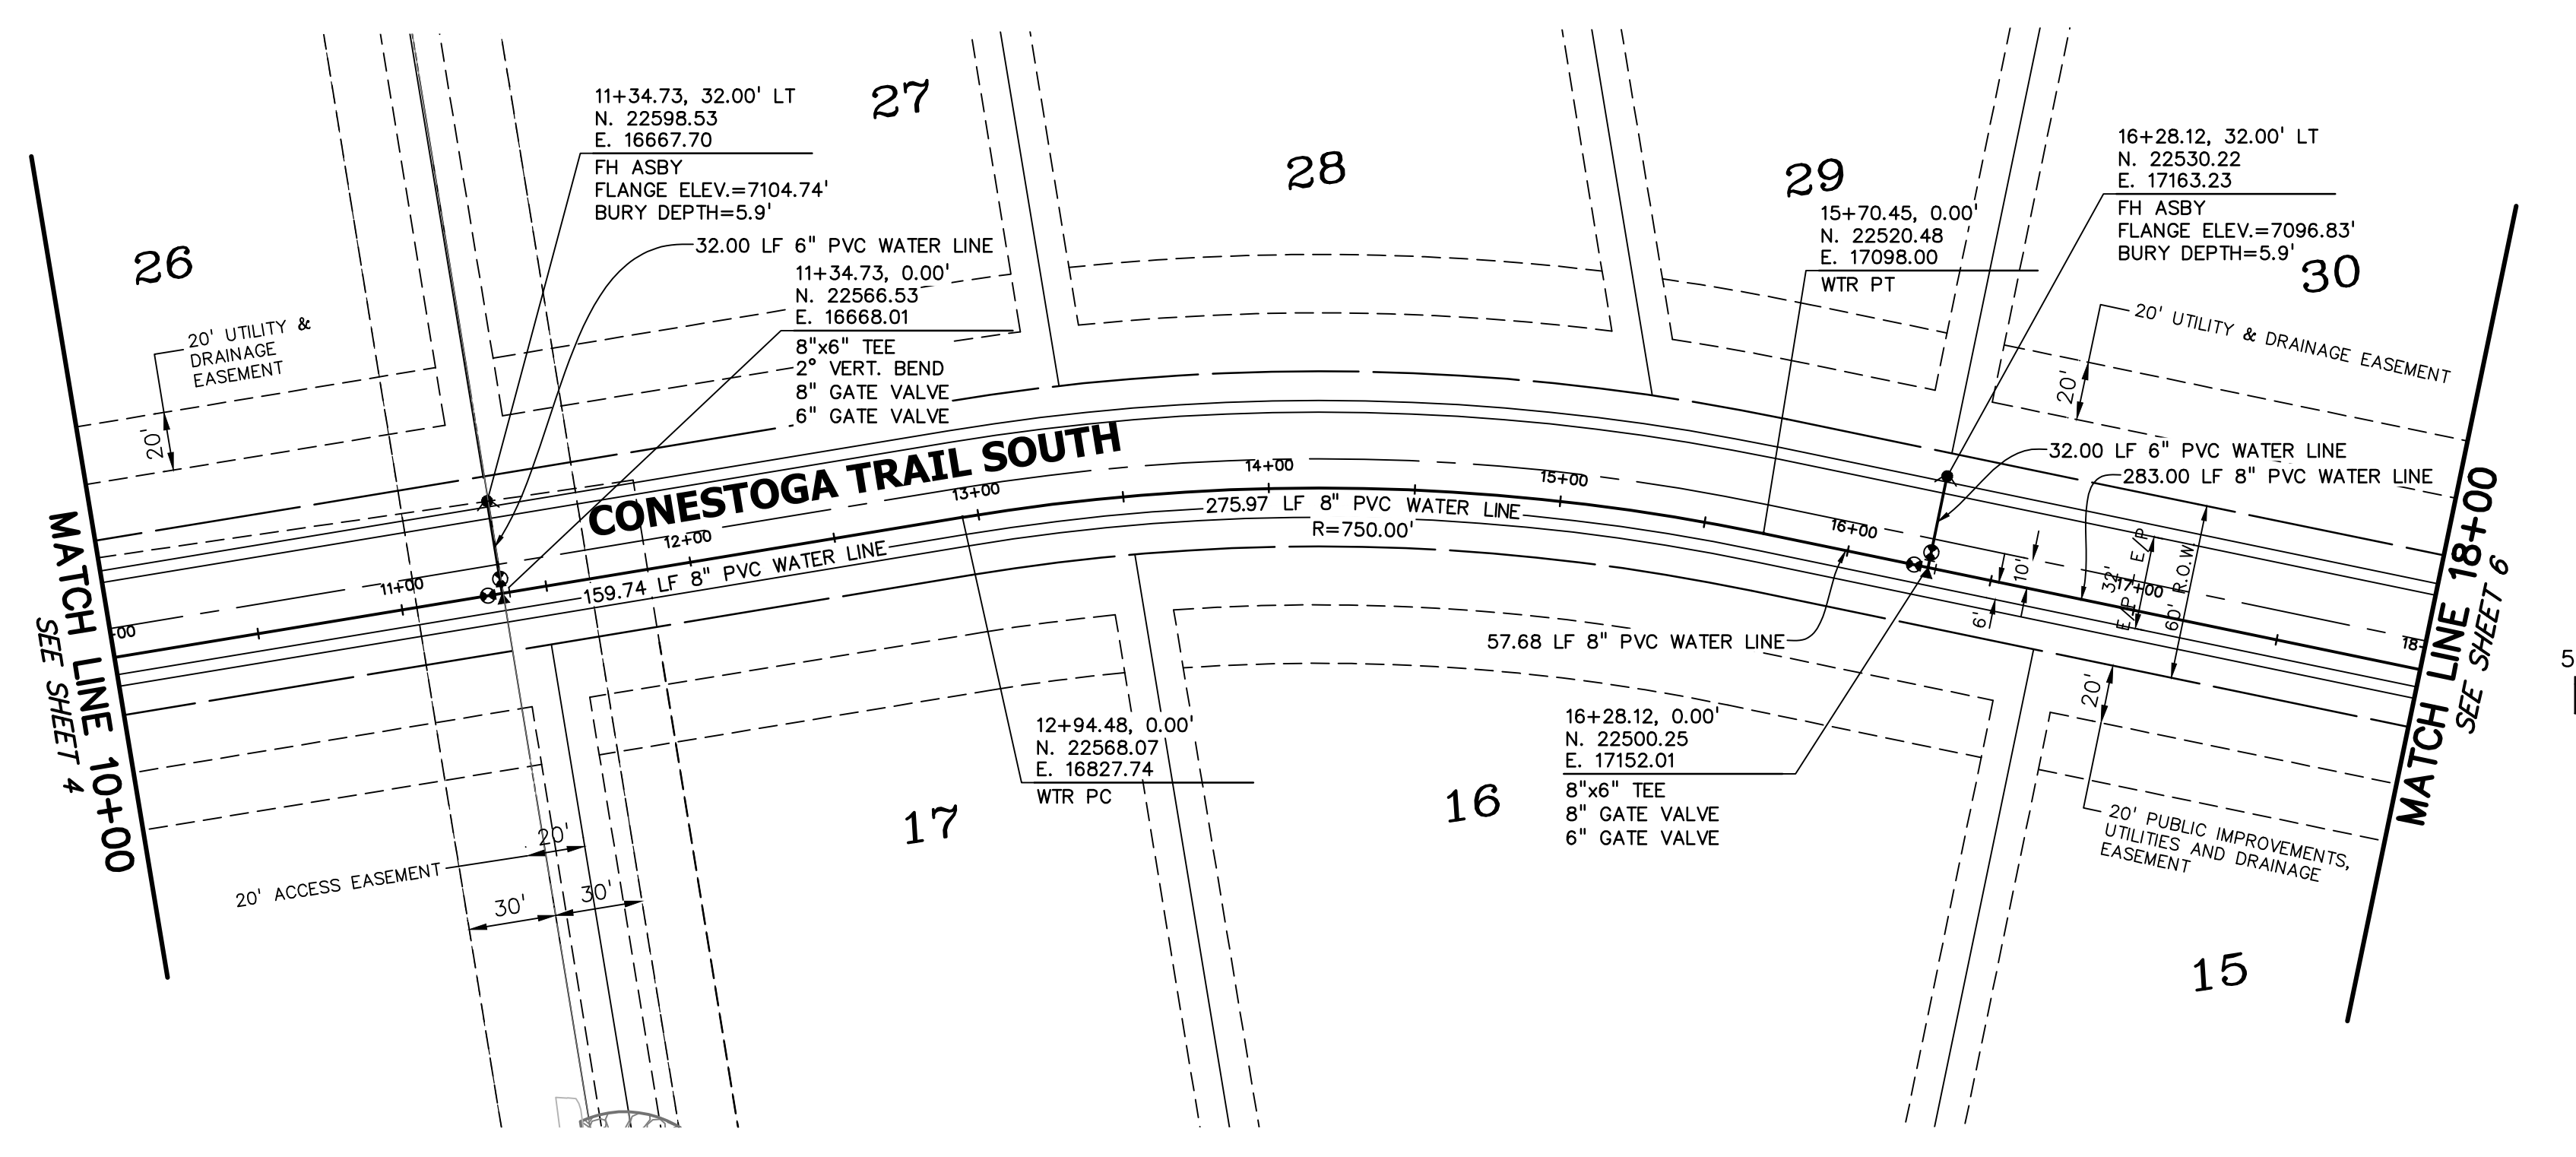 11+34.73, 32.00' LT
N. 22598.53
E. 16667.70
FH ASBY
FLANGE ELEV.=7104.74'
BURY DEPTH=5.9'
27
28
29
16+28.12, 32.00' LT
N. 22530.22
E. 17163.23
FH ASBY
FLANGE ELEV.=7096.83'
BURY DEPTH=5.9'
30
26
32.00 LF 6" PVC WATER LINE
11+34.73, 0.00'
N. 22566.53
E. 16668.01
8"x6" TEE
2° VERT. BEND
8" GATE VALVE
6" GATE VALVE
15+70.45, 0.00'
N. 22520.48
E. 17098.00
WTR PT
20' UTILITY &
DRAINAGE
EASEMENT
20'
20' UTILITY & DRAINAGE EASEMENT
20'
CONESTOGA TRAIL SOUTH
32.00 LF 6" PVC WATER LINE
283.00 LF 8" PVC WATER LINE
11+00
12+00
13+00
14+00
15+00
16+00
17+00
18
00
159.74 LF 8" PVC WATER LINE
275.97 LF 8" PVC WATER LINE
R=750.00'
57.68 LF 8" PVC WATER LINE
10'
6'
32'
E/P
E/P
60' R.O.W.
20'
MATCH LINE 10+00
SEE SHEET 4
MATCH LINE 18+00
SEE SHEET 6
12+94.48, 0.00'
N. 22568.07
E. 16827.74
WTR PC
16+28.12, 0.00'
N. 22500.25
E. 17152.01
8"x6" TEE
8" GATE VALVE
6" GATE VALVE
17
16
15
20' PUBLIC IMPROVEMENTS,
UTILITIES AND DRAINAGE
EASEMENT
20' ACCESS EASEMENT
20'
30'
30'
5